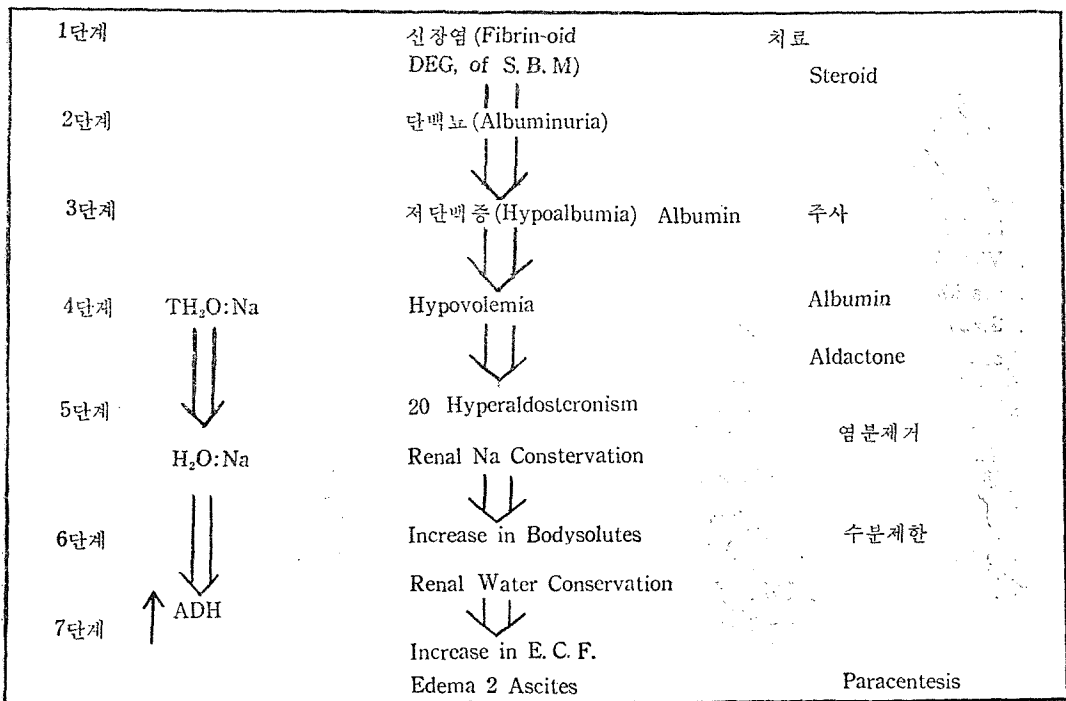 1단계 신장염 (Fibrin-oid 치료
DEG, of S. B. M) Steroid
2단계 단백뇨 (Albuminuria)
3단계 저단백증 (Hypoalbumia) Albumin 주사
4단계 TH₂O:Na Hypovolemia Albumin
Aldactone
5단계 20 Hyperaldostcronism
염분제거
H₂O:Na Renal Na Constervation
6단계 Increase in Bodysolutes 수분제한
Renal Water Conservation
7단계 ADH
Increase in E. C. F.
Edema 2 Ascites Paracentesis